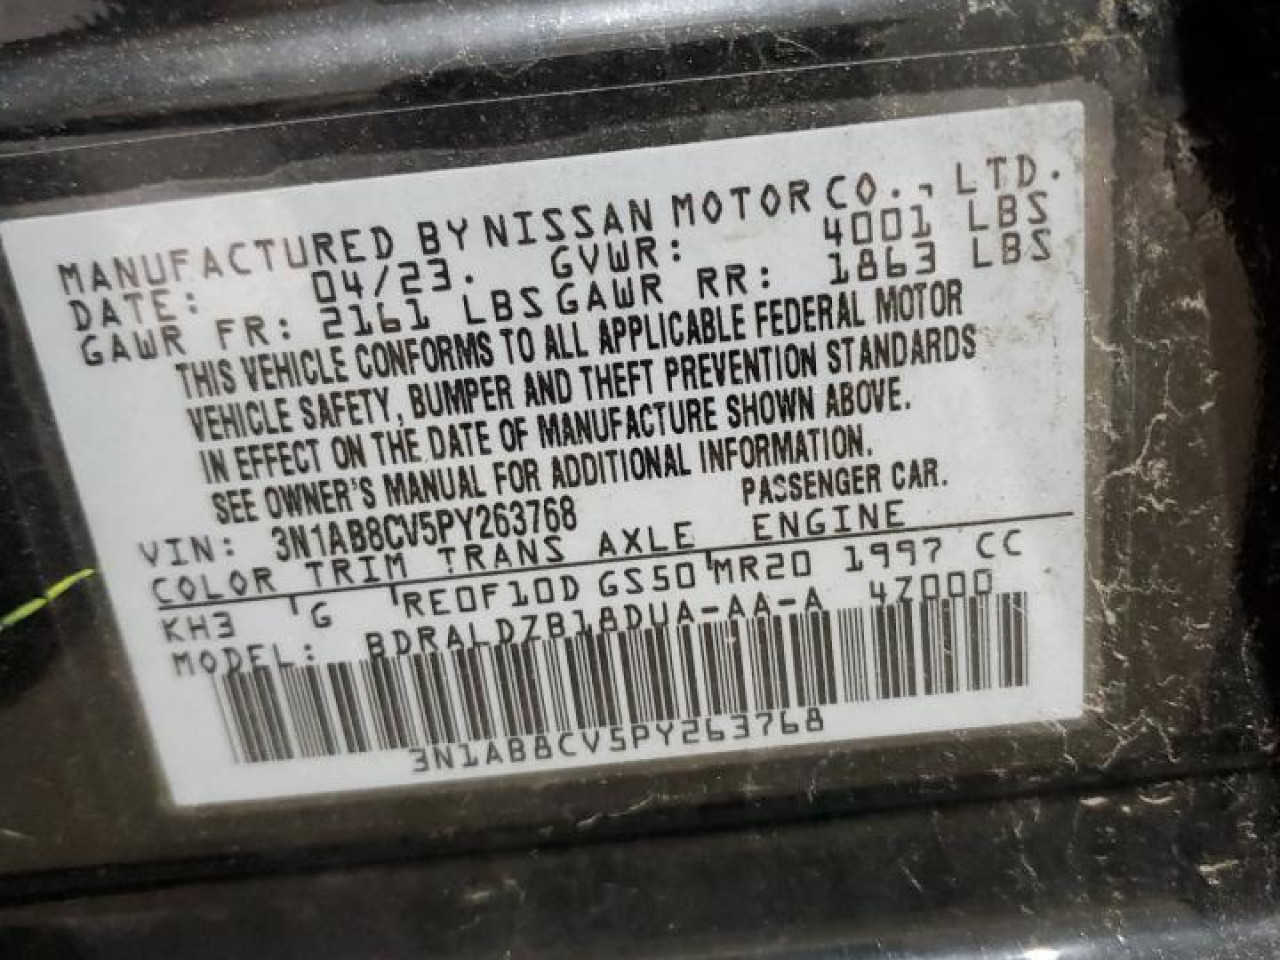 MANUFACTURED BY NISSAN MOTOR CO., LTD.
DATE: 04/23. GVWR: 4001 LBS
GAWR FR: 2161 LBS GAWR RR: 1863 LBS
THIS VEHICLE CONFORMS TO ALL APPLICABLE FEDERAL MOTOR
VEHICLE SAFETY, BUMPER AND THEFT PREVENTION STANDARDS
IN EFFECT ON THE DATE OF MANUFACTURE SHOWN ABOVE.
SEE OWNER'S MANUAL FOR ADDITIONAL INFORMATION.
VIN: 3N1AB8CV5PY263768 PASSENGER CAR.
COLOR TRIM TRANS AXLE ENGINE
KH3 G RE0F10D GS50 MR20 1997 CC
MODEL: BDRALDZB18DUA-AA-A 4Z000
3N1AB8CV5PY263768